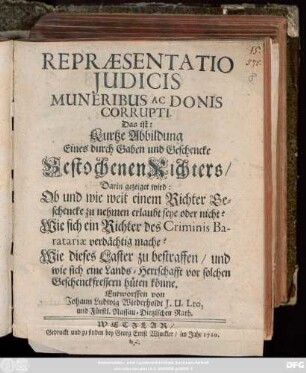 REPRÆSENTATIO
JUDICIS
MUNERIBUS AC DONIS
CORRUPTI.
Das ist:
Kurtze Abbildung
Eines durch Gaben und Geschencke
Bestochenen Richters/
Darin gezeiget wird:
Ob und wie weit einem Richter Ge-
schencke zu nehmen erlaubt seye oder nicht?
Wie sich ein Richter des Criminis Ba-
ratariæ verdächtig mache?
Wie dieses Laster zu bestraffen/ und
wie sich eine Lands-Herrschafft vor solchen
Geschenckfressern hüten könne.
Entworffen von
Johann Ludwig Wiederholdt J. U. Lto,
und Fürstl. Nassau-Dietzischen Rath.
WETZLAR/
Gedruckt und zu finden bey Georg Ernst Winckler/ im Jahr